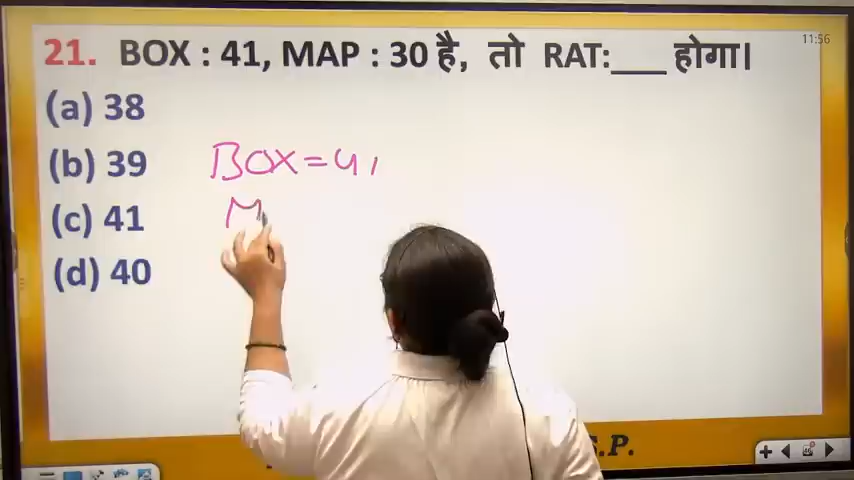 11:56
21. BOX : 41, MAP : 30 है, तो RAT:___ होगा।
(a) 38
(b) 39
(c) 41
(d) 40
BOX = 41
M
S.P.